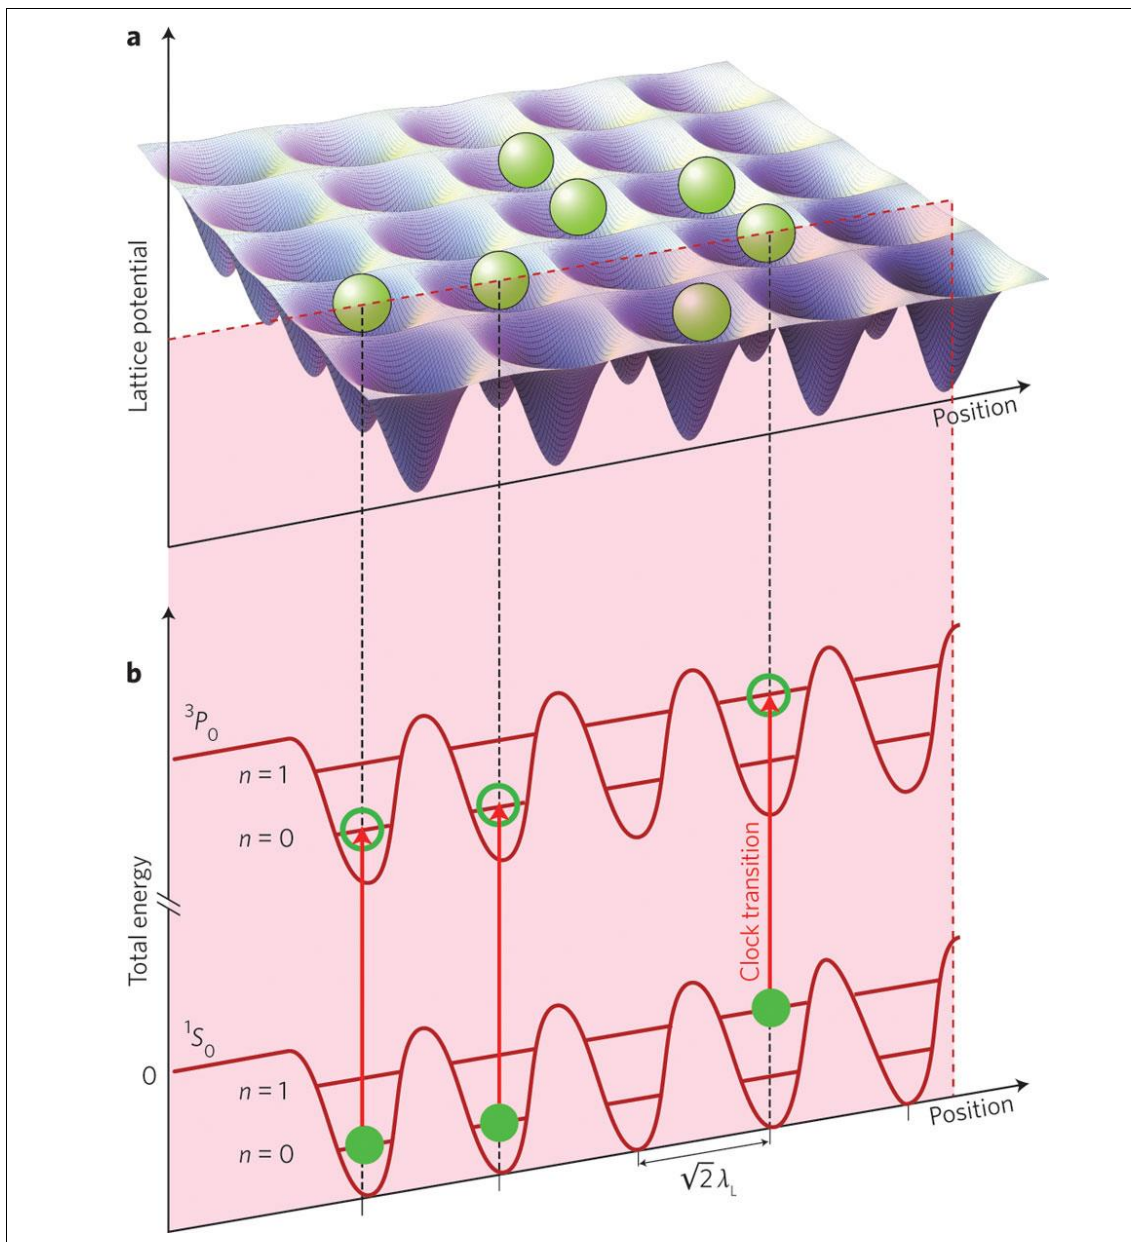 a
Lattice potential
Position
b
³P₀
n = 1
n = 0
Clock transition
Total energy
¹S₀
0
n = 1
n = 0
Position
√2 λL